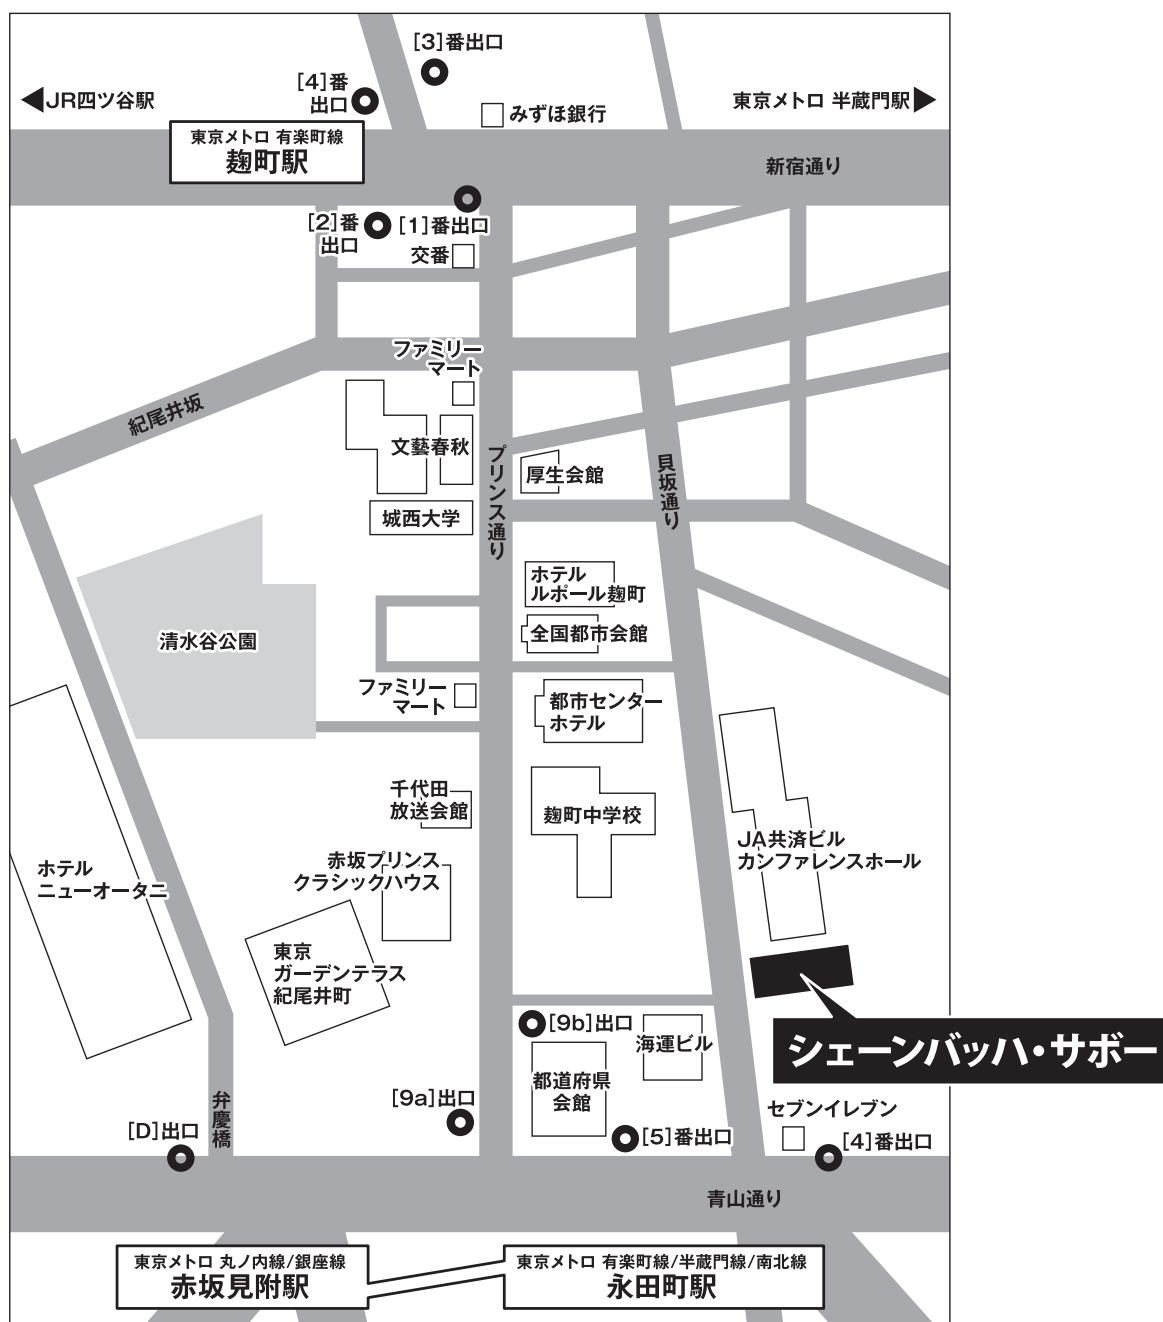 [3]番出口
[4]番
出口
◀JR四ツ谷駅
東京メトロ 半蔵門駅▶
みずほ銀行
東京メトロ 有楽町線
麹町駅
新宿通り
[2]番
出口
[1]番出口
交番
ファミリー
マート
紀尾井坂
文藝春秋
プリンス通り
厚生会館
貝坂通り
城西大学
ホテル
ルポール麹町
全国都市会館
清水谷公園
ファミリー
マート
都市センター
ホテル
千代田
放送会館
麹町中学校
JA共済ビル
カンファレンスホール
赤坂プリンス
クラシックハウス
ホテル
ニューオータニ
東京
ガーデンテラス
紀尾井町
[9b]出口
海運ビル
シェーンバッハ・サボー
都道府県
会館
[9a]出口
弁慶橋
[D]出口
セブンイレブン
[5]番出口
[4]番出口
青山通り
東京メトロ 丸ノ内線/銀座線
赤坂見附駅
東京メトロ 有楽町線/半蔵門線/南北線
永田町駅